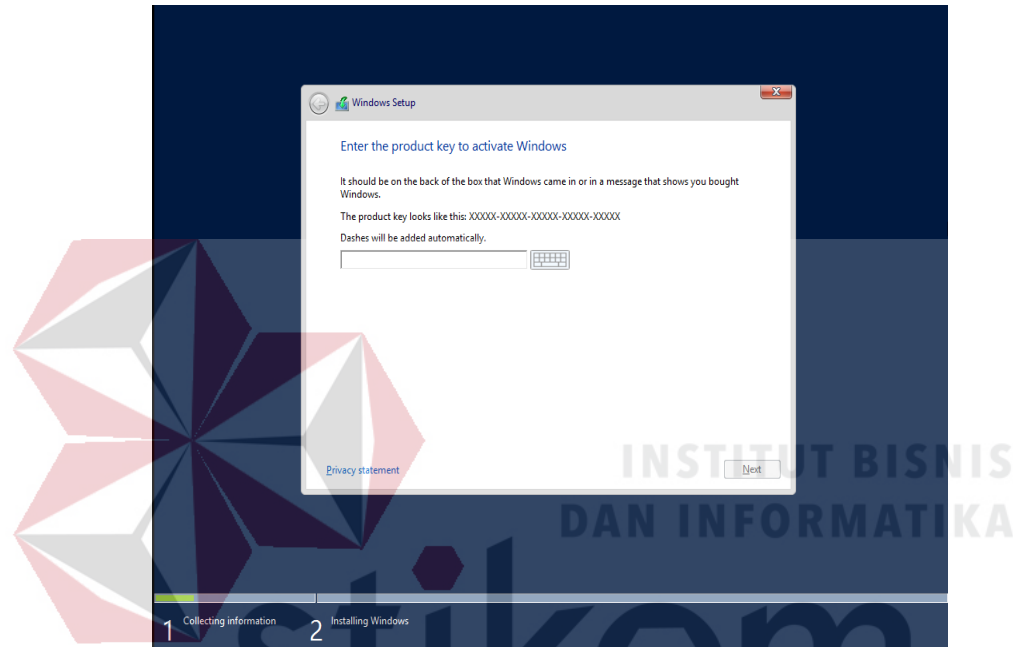 Windows Setup
Enter the product key to activate Windows
It should be on the back of the box that Windows came in or in a message that shows you bought
Windows.
The product key looks like this: XXXXX-XXXXX-XXXXX-XXXXX-XXXXX
Dashes will be added automatically.
Privacy statement
Next
INSTITUT BISNIS
DAN INFORMATIKA
stikom
1 Collecting information
2 Installing Windows